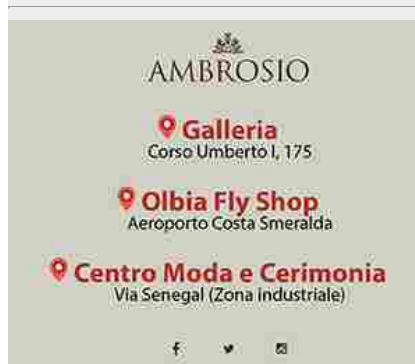 AMBROSIO
Galleria
Corso Umberto I, 175
Olbia Fly Shop
Aeroporto Costa Smeralda
Centro Moda e Cerimonia
Via Senegal (Zona industriale)